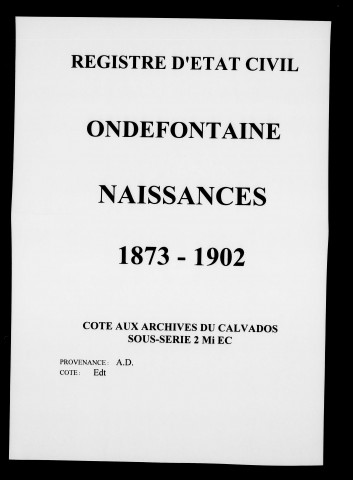 REGISTRE D'ETAT CIVIL
ONDEFONTAINE
NAISSANCES
1873 - 1902
COTE AUX ARCHIVES DU CALVADOS
SOUS-SERIE 2 Mi EC
PROVENANCE: A.D.
COTE: Edt